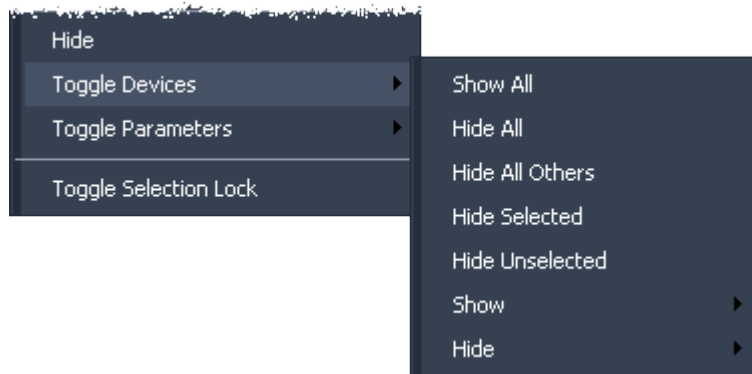 Hide
Toggle Devices
Toggle Parameters
Toggle Selection Lock
Show All
Hide All
Hide All Others
Hide Selected
Hide Unselected
Show
Hide